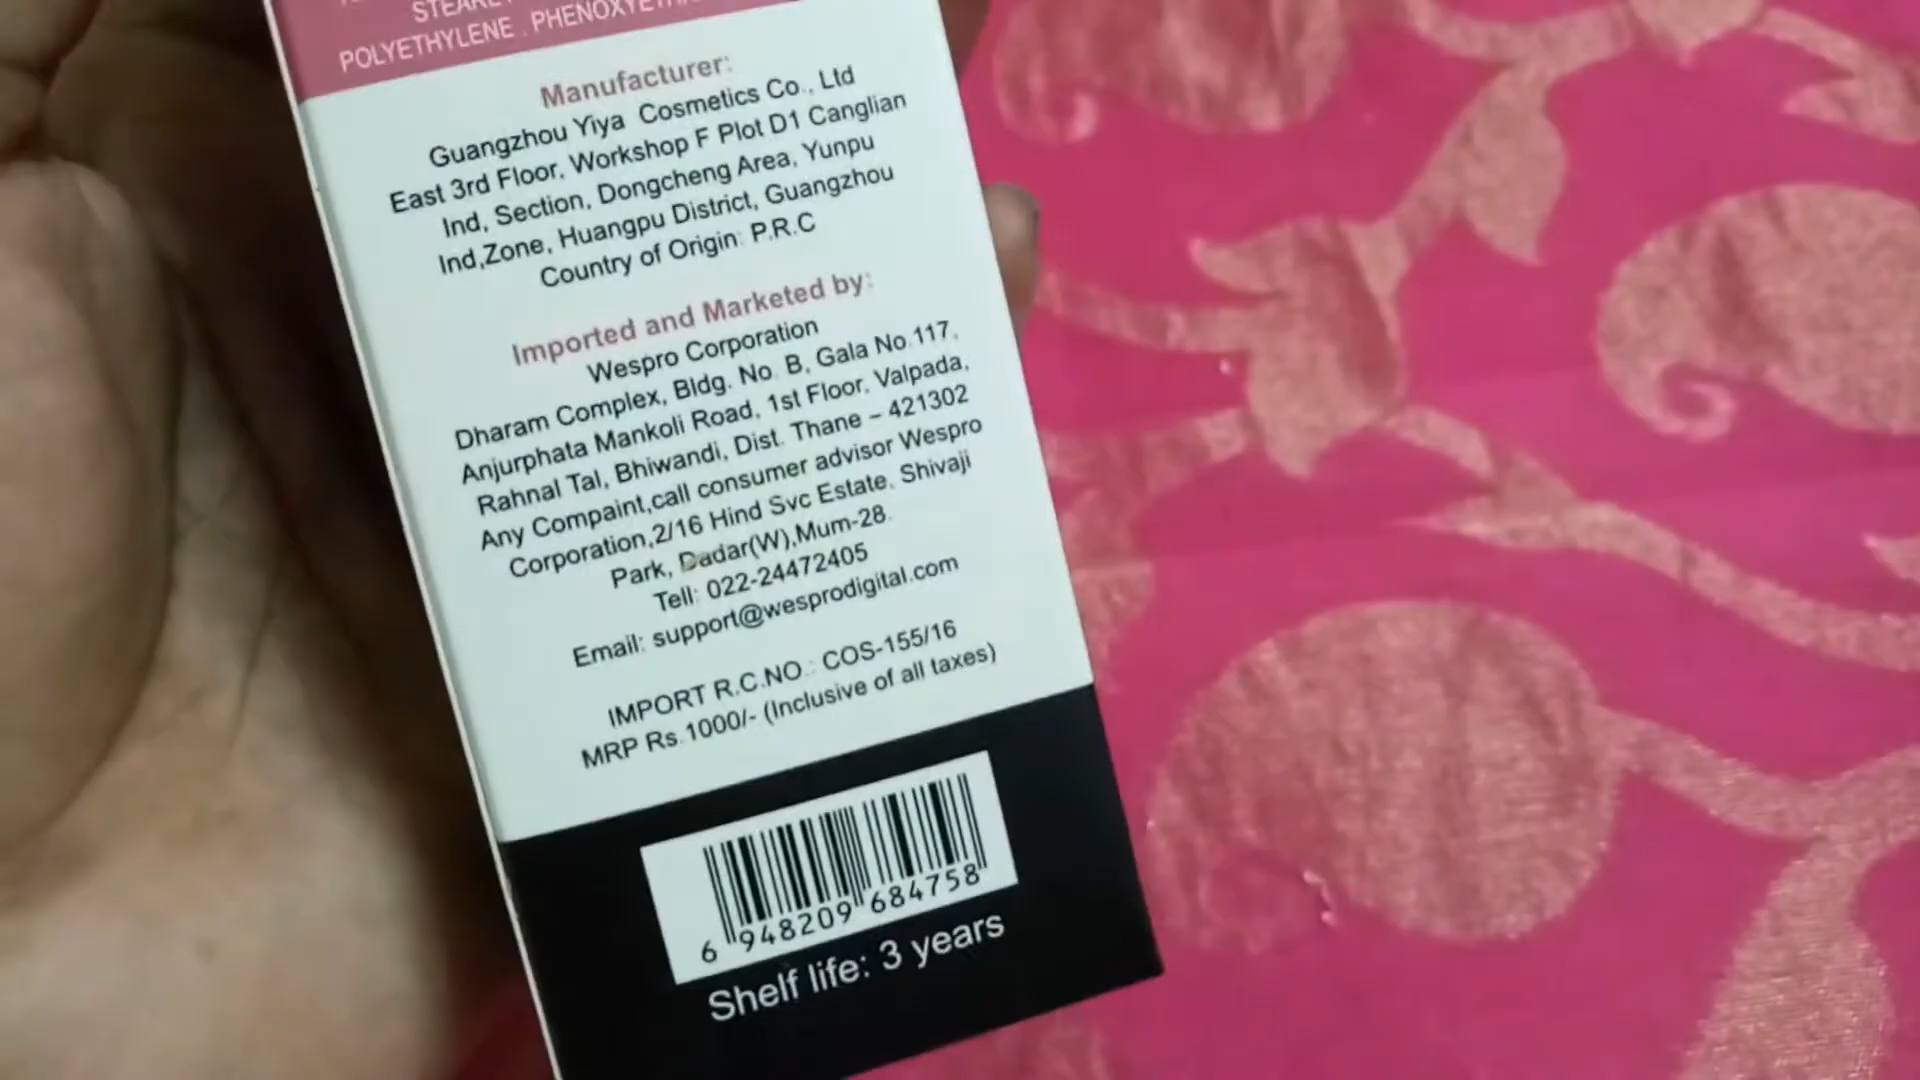 POLYETHYLENE . 
Manufacturer:
Guangzhou Yiya Cosmetics Co., Ltd
East 3rd Floor, Workshop F Plot D1 Canglian
Ind, Section, Dongcheng Area, Yunpu
Ind,Zone, Huangpu District, Guangzhou
Country of Origin: P.R.C
Imported and Marketed by:
Wespro Corporation
Dharam Complex, Bldg. No. B, Gala No.117,
Anjurphata Mankoli Road, 1st Floor, Valpada,
Rahnal Tal, Bhiwandi, Dist. Thane – 421302
Any Compaint,call consumer advisor Wespro
Corporation,2/16 Hind Svc Estate, Shivaji
Park, Dadar(W),Mum-28.
Tell: 022-24472405
Email: support@wesprodigital.com
IMPORT R.C.NO.: COS-155/16
MRP Rs.1000/- (Inclusive of all taxes)
6 948209 684758
Shelf life: 3 years